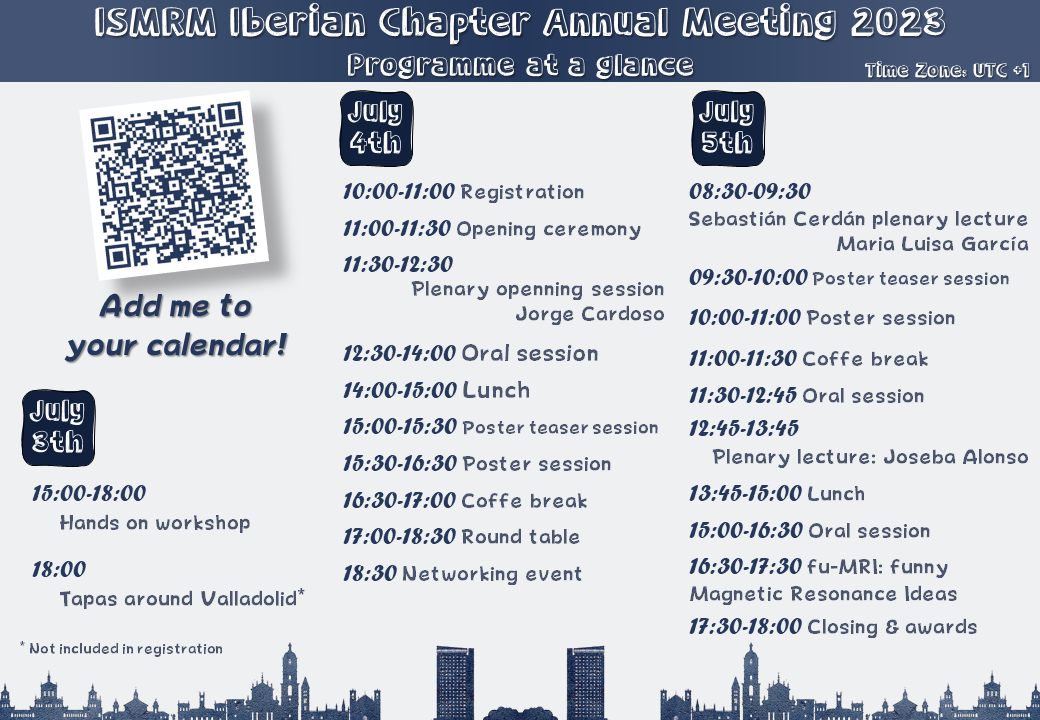 ISMRM Iberian Chapter Annual Meeting 2023
Programme at a glance
Time Zone: UTC +1
Add me to
your calendar!
July
3th
15:00-18:00
Hands on workshop
18:00
Tapas around Valladolid*
* Not included in registration
July
4th
10:00-11:00 Registration
11:00-11:30 Opening ceremony
11:30-12:30
Plenary openning session
Jorge Cardoso
12:30-14:00 Oral session
14:00-15:00 Lunch
15:00-15:30 Poster teaser session
15:30-16:30 Poster session
16:30-17:00 Coffe break
17:00-18:30 Round table
18:30 Networking event
July
5th
08:30-09:30
Sebastián Cerdán plenary lecture
Maria Luisa García
09:30-10:00 Poster teaser session
10:00-11:00 Poster session
11:00-11:30 Coffe break
11:30-12:45 Oral session
12:45-13:45
Plenary lecture: Joseba Alonso
13:45-15:00 Lunch
15:00-16:30 Oral session
16:30-17:30 fu-MRI: funny
Magnetic Resonance Ideas
17:30-18:00 Closing & awards